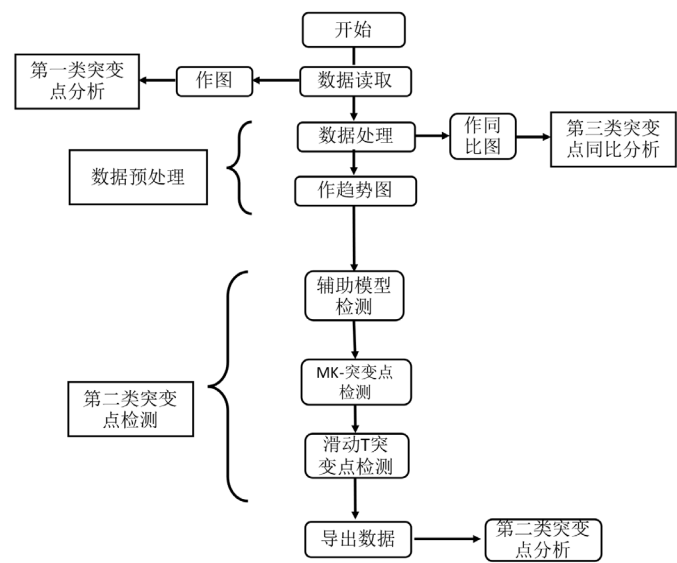 开始
第一类突变
点分析
作图
数据读取
数据处理
作同
比图
第三类突变
点同比分析
数据预处理
作趋势图
辅助模型
检测
MK-突变点
检测
第二类突变
点检测
滑动T突
变点检测
导出数据
第二类突变
点分析